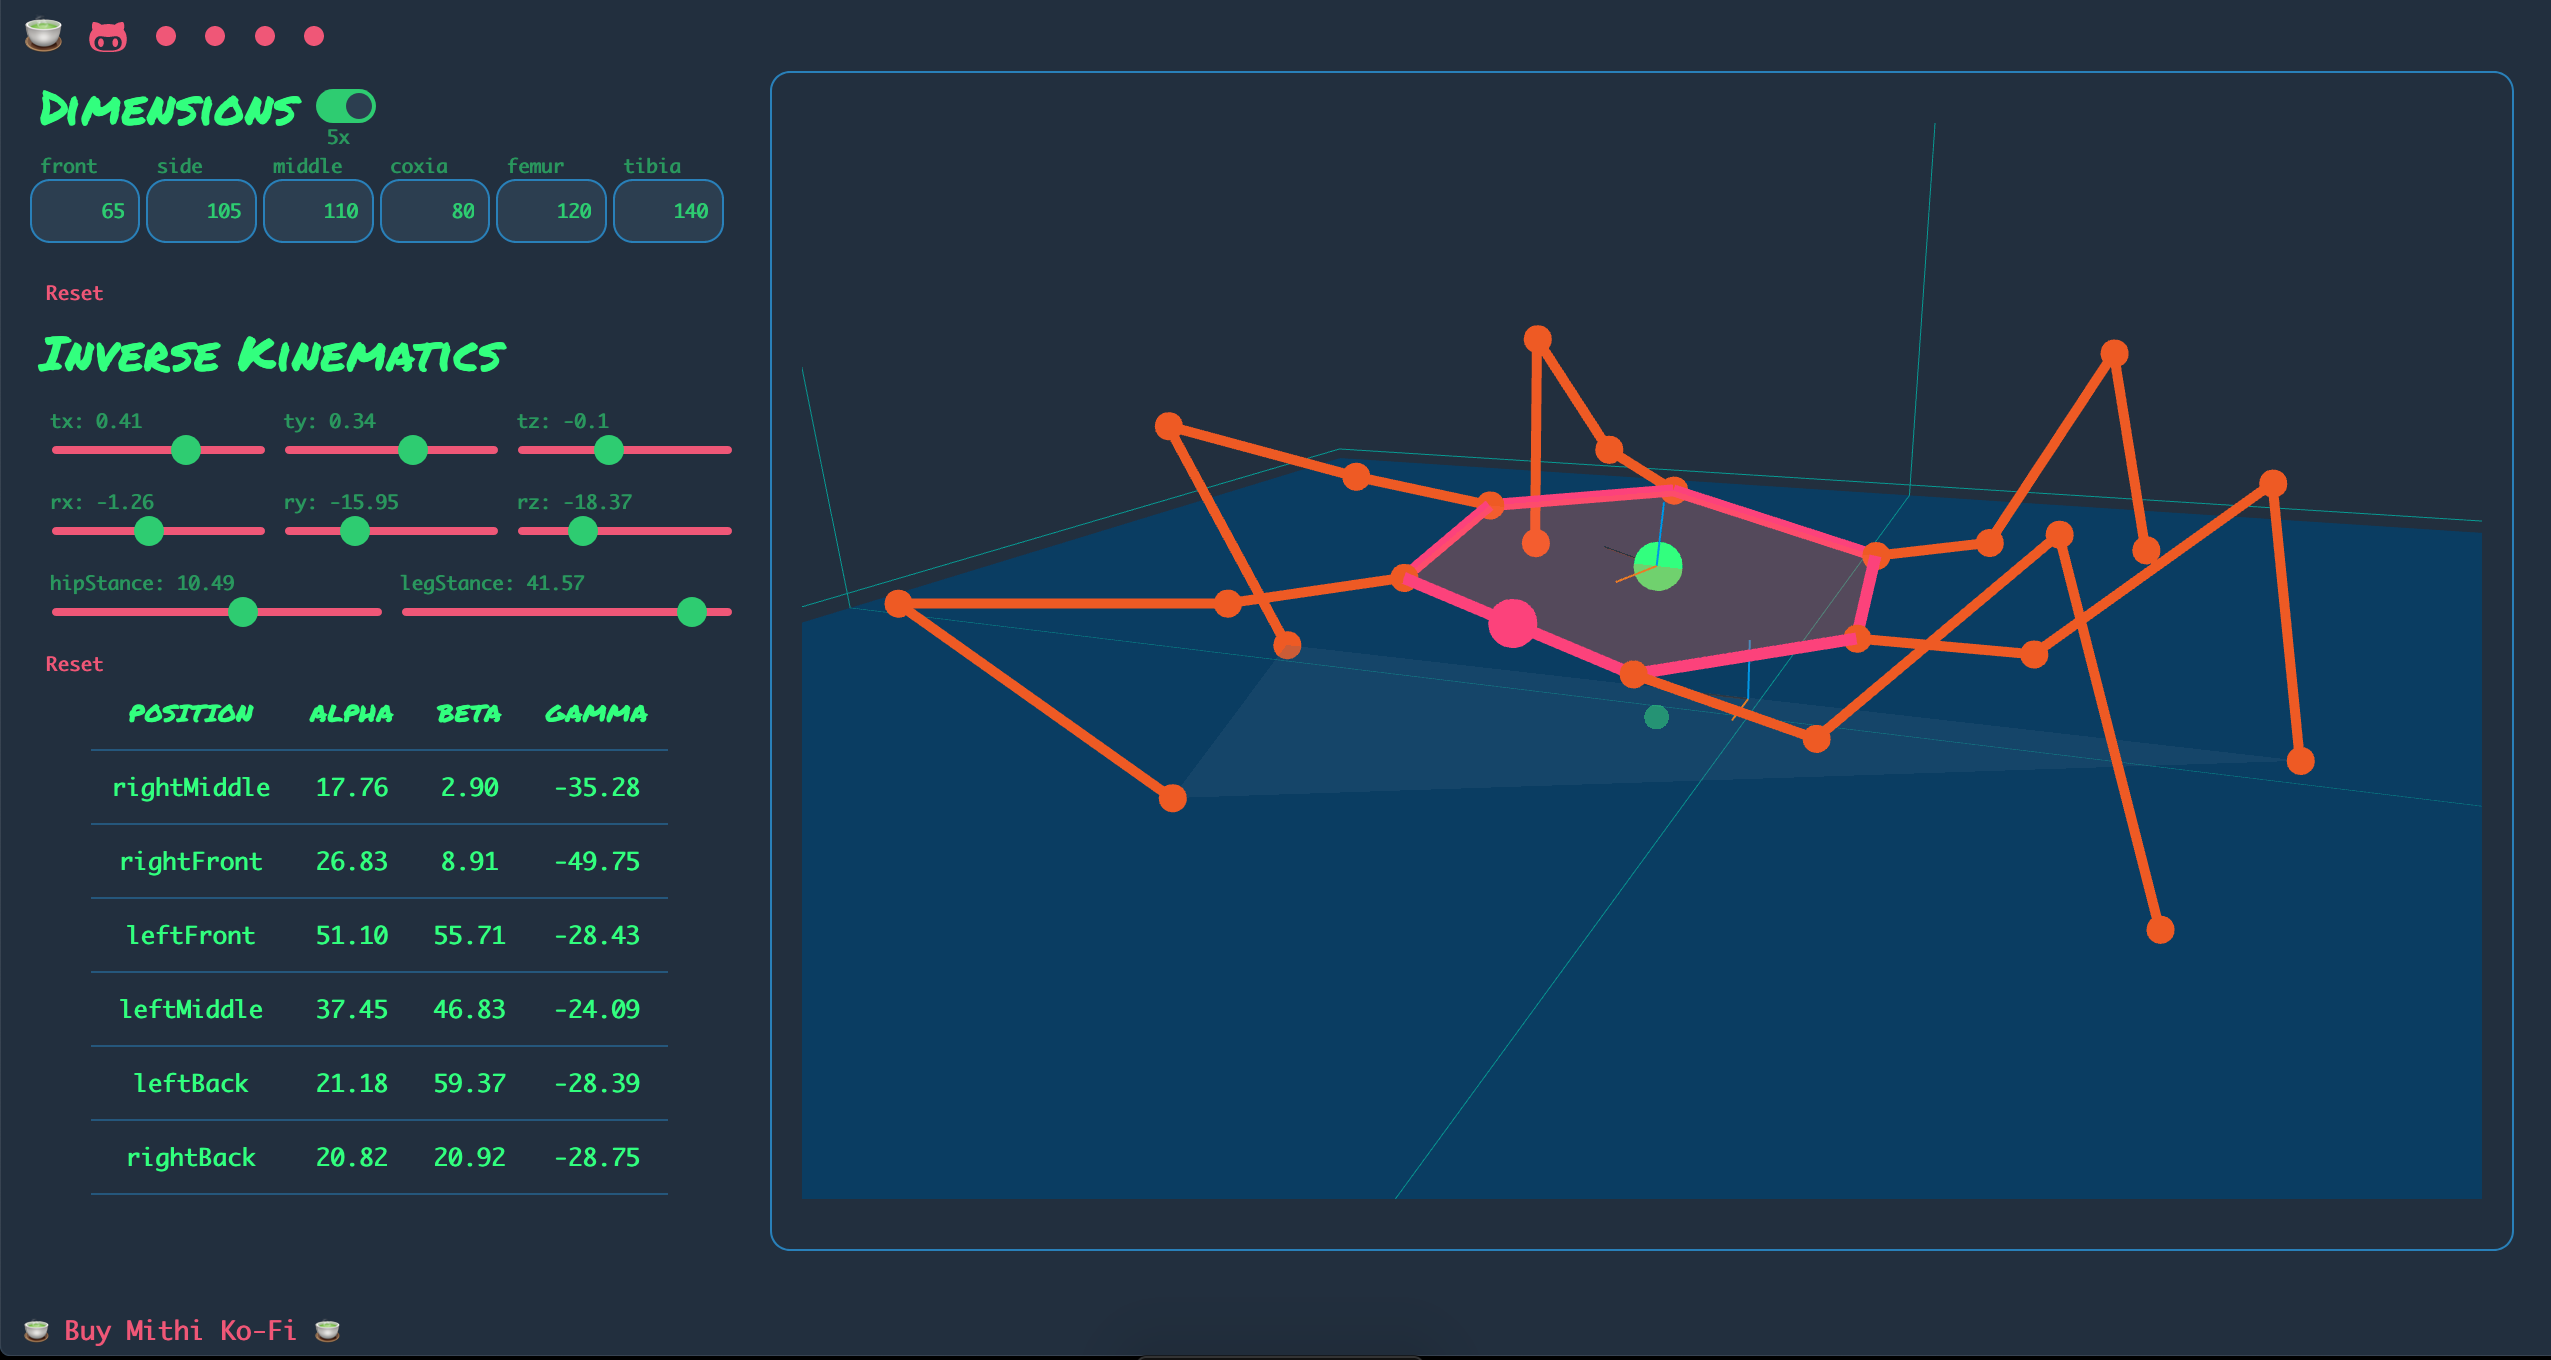 Dimensions
5x
front side middle coxia femur tibia
65 105 110 80 120 140
Reset
Inverse Kinematics
tx: 0.41 ty: 0.34 tz: -0.1
rx: -1.26 ry: -15.95 rz: -18.37
hipStance: 10.49 legStance: 41.57
Reset
POSITION ALPHA BETA GAMMA
rightMiddle 17.76 2.90 -35.28
rightFront 26.83 8.91 -49.75
leftFront 51.10 55.71 -28.43
leftMiddle 37.45 46.83 -24.09
leftBack 21.18 59.37 -28.39
rightBack 20.82 20.92 -28.75
Buy Mithi Ko-Fi